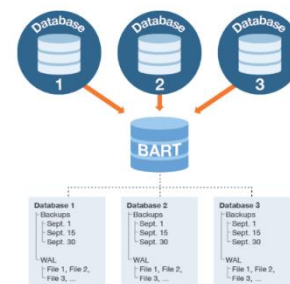 Database
1
Database
2
Database
3
BART
Database 1
Backups
Sept. 1
Sept. 15
Sept. 30
WAL
File 1, File 2,
File 3, ...
Database 2
Backups
Sept. 1
Sept. 15
Sept. 30
WAL
File 1, File 2,
File 3, ...
Database 3
Backups
Sept. 1
Sept. 15
Sept. 30
WAL
File 1, File 2,
File 3, ...